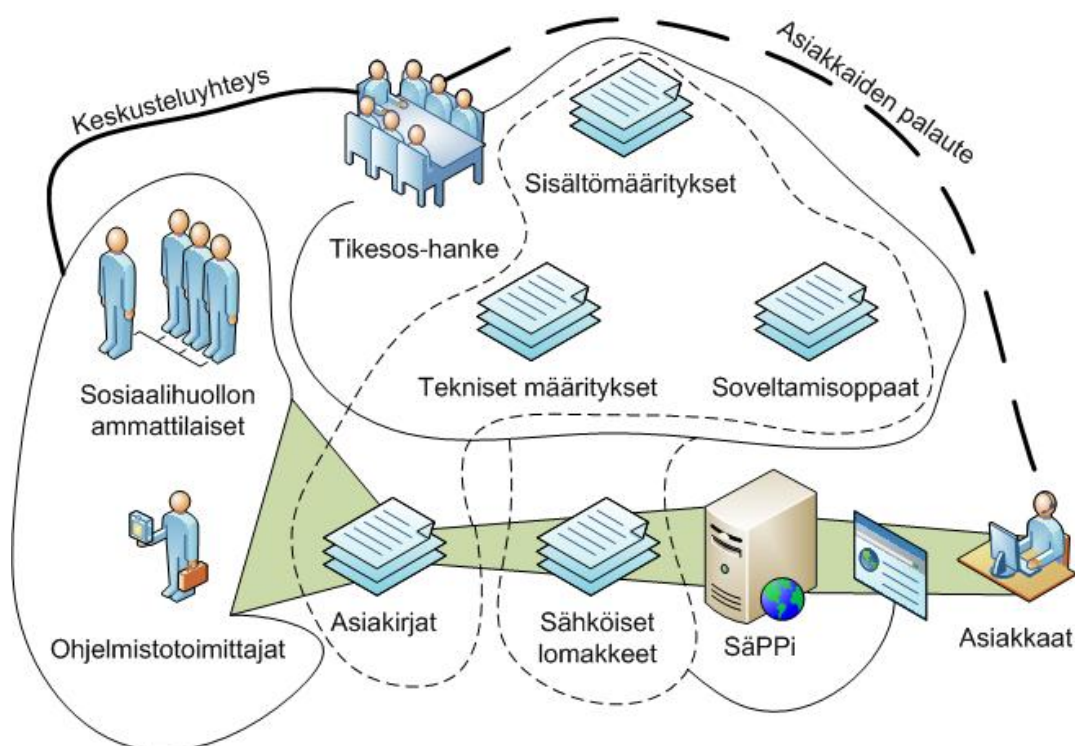 Keskusteluyhteys
Asiakkaiden palaute
Sisältömääritykset
Tikesos-hanke
Tekniset määritykset
Soveltamisoppaat
Sosiaalihuollon
ammattilaiset
Ohjelmistotoimittajat
Asiakirjat
Sähköiset
lomakkeet
SäPPi
Asiakkaat